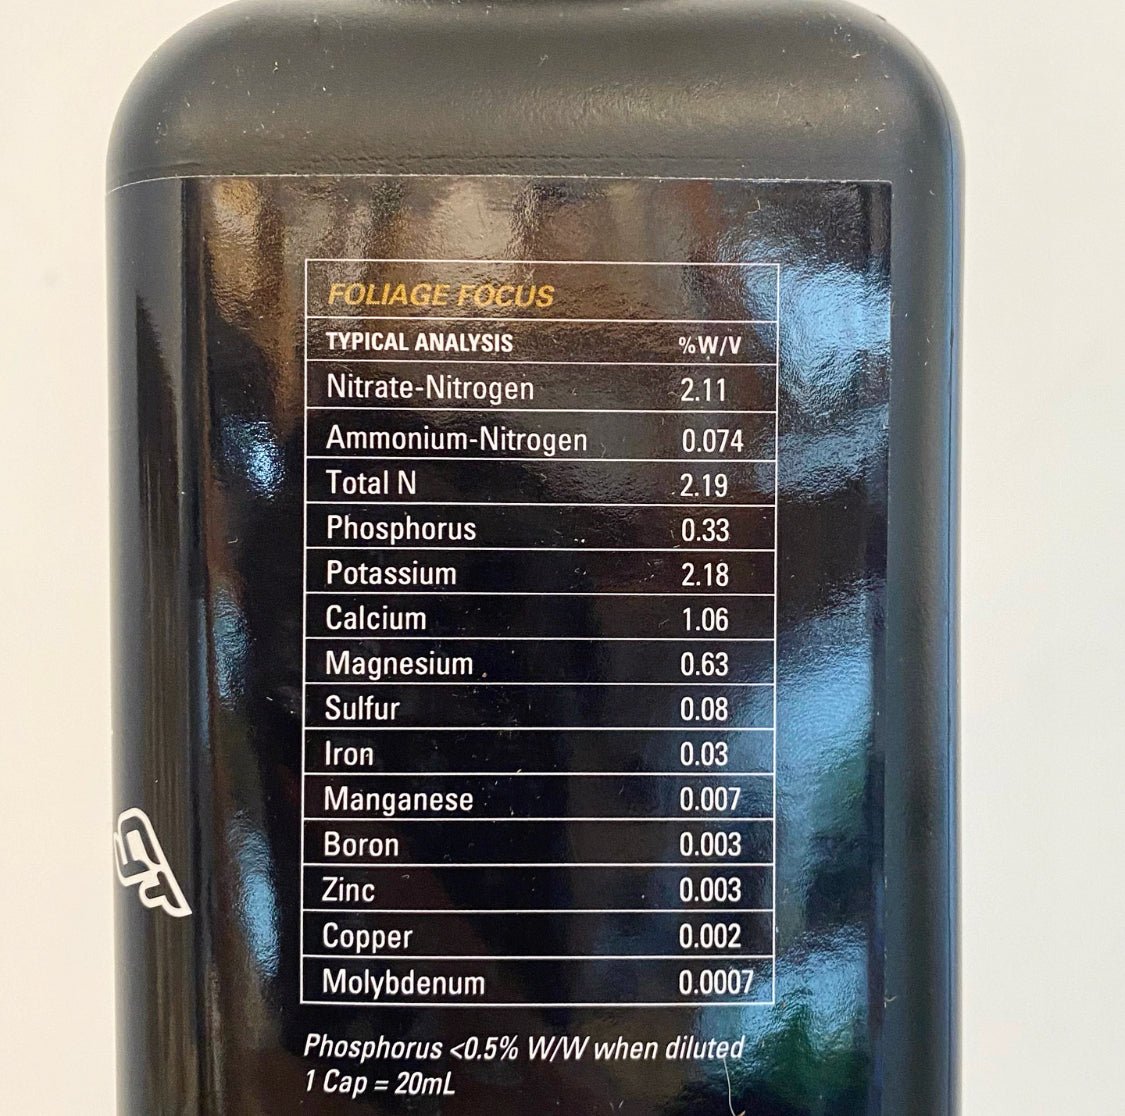 FOLIAGE FOCUS
TYPICAL ANALYSIS %W/V
Nitrate-Nitrogen 2.11
Ammonium-Nitrogen 0.074
Total N 2.19
Phosphorus 0.33
Potassium 2.18
Calcium 1.06
Magnesium 0.63
Sulfur 0.08
Iron 0.03
Manganese 0.007
Boron 0.003
Zinc 0.003
Copper 0.002
Molybdenum 0.0007
Phosphorus <0.5% W/W when diluted
1 Cap = 20mL